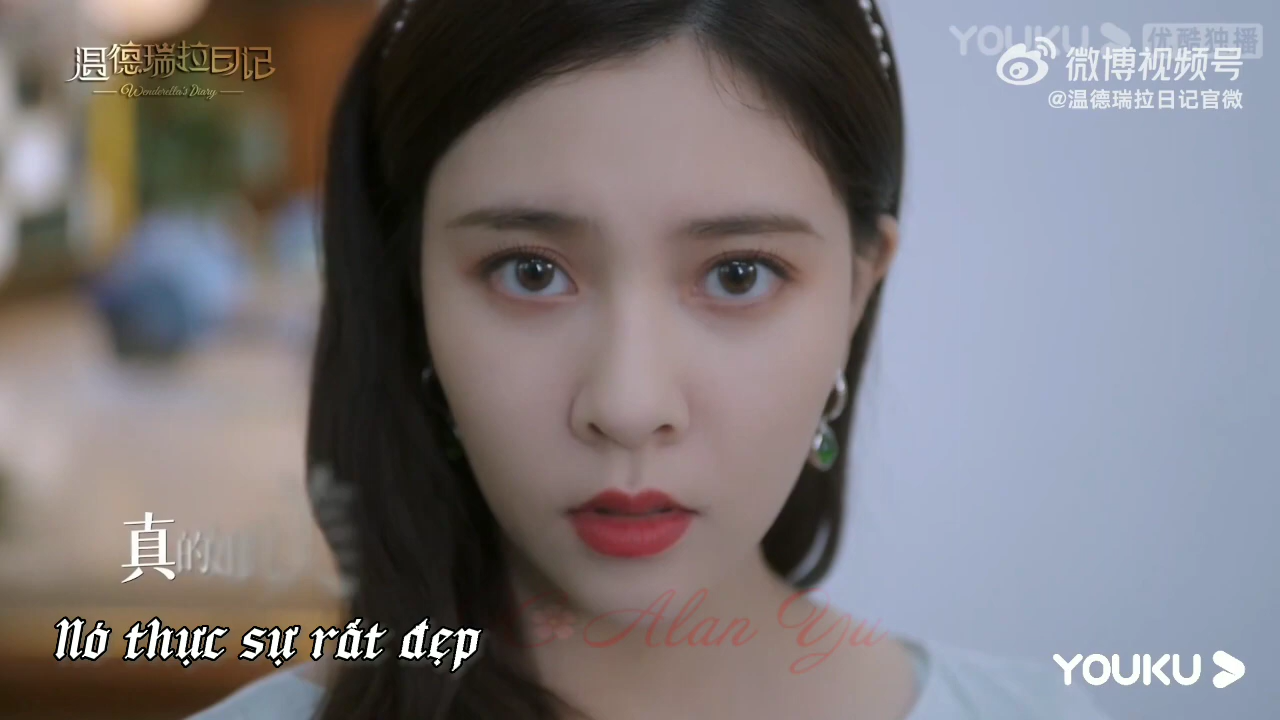 温德瑞拉日记
Wenderella's Diary
YOUKU 优酷独播
微博视频号
@温德瑞拉日记官微
真的
Nó thực sự rất đẹp
Alan Yu
YOUKU